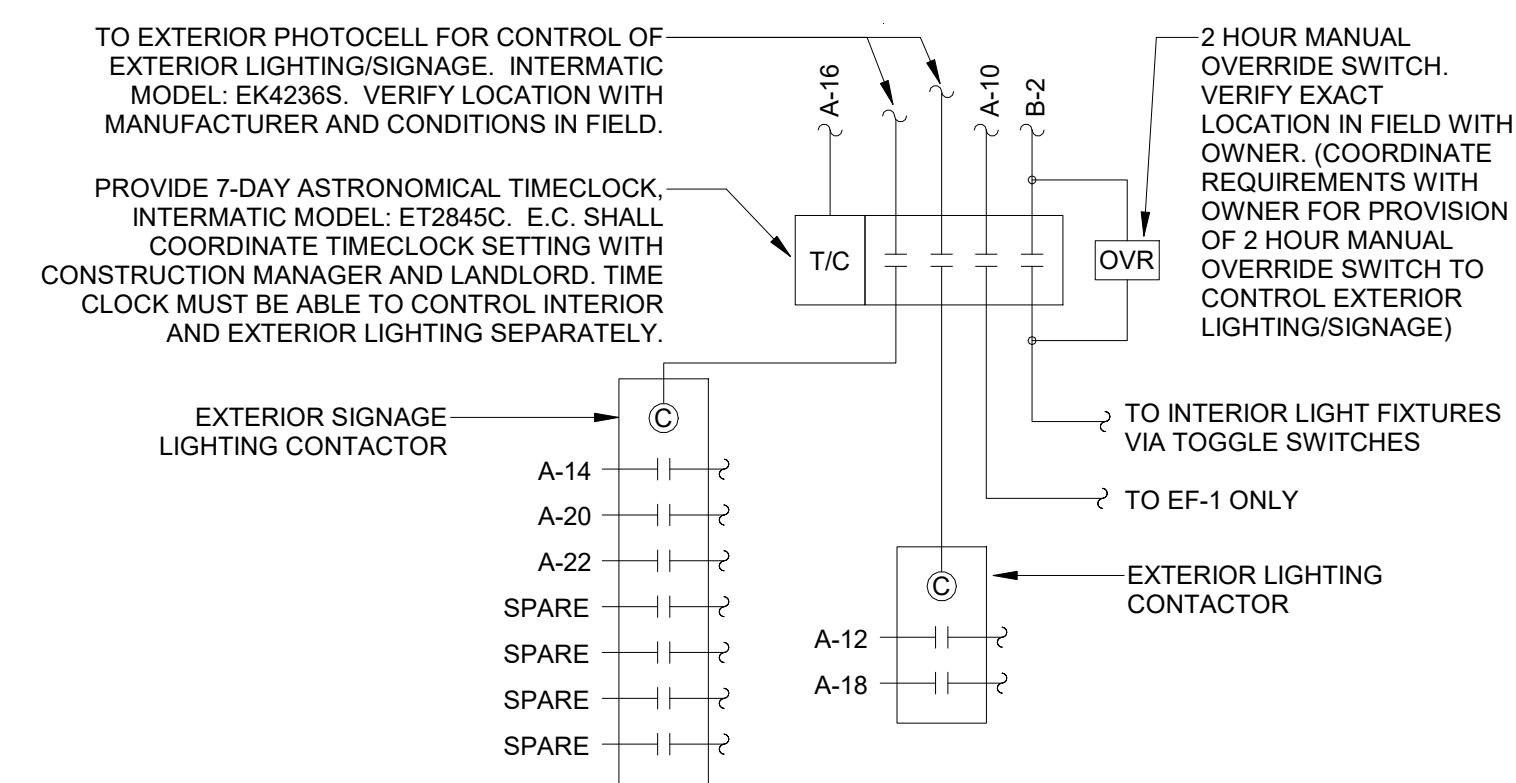 TO EXTERIOR PHOTOCELL FOR CONTROL OF
EXTERIOR LIGHTING/SIGNAGE. INTERMATIC
MODEL: EK4236S. VERIFY LOCATION WITH
MANUFACTURER AND CONDITIONS IN FIELD.
PROVIDE 7-DAY ASTRONOMICAL TIMECLOCK,
INTERMATIC MODEL: ET2845C. E.C. SHALL
COORDINATE TIMECLOCK SETTING WITH
CONSTRUCTION MANAGER AND LANDLORD. TIME
CLOCK MUST BE ABLE TO CONTROL INTERIOR
AND EXTERIOR LIGHTING SEPARATELY.
A-16
A-10
B-2
T/C
OVR
2 HOUR MANUAL
OVERRIDE SWITCH.
VERIFY EXACT
LOCATION IN FIELD WITH
OWNER. (COORDINATE
REQUIREMENTS WITH
OWNER FOR PROVISION
OF 2 HOUR MANUAL
OVERRIDE SWITCH TO
CONTROL EXTERIOR
LIGHTING/SIGNAGE)
EXTERIOR SIGNAGE
LIGHTING CONTACTOR
C
A-14
A-20
A-22
SPARE
SPARE
SPARE
SPARE
TO INTERIOR LIGHT FIXTURES
VIA TOGGLE SWITCHES
TO EF-1 ONLY
EXTERIOR LIGHTING
CONTACTOR
C
A-12
A-18